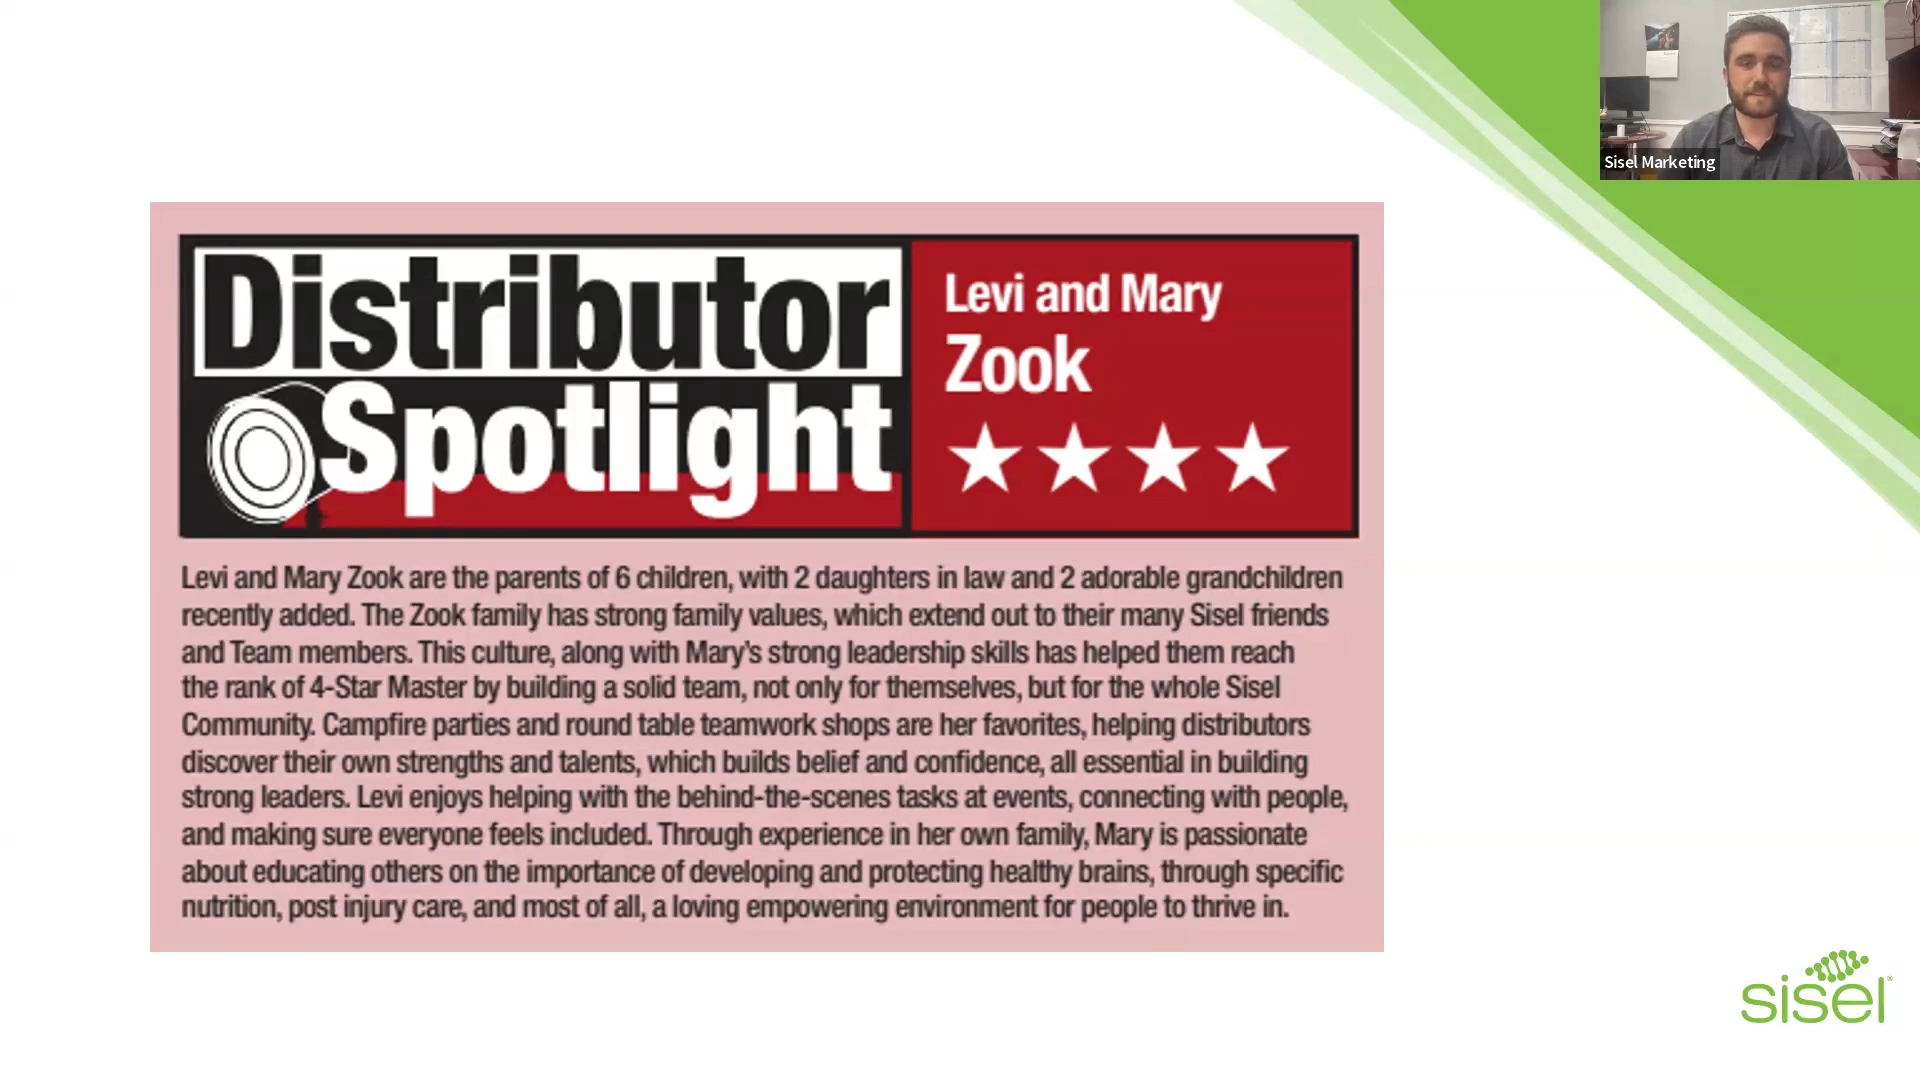 Sisel Marketing
Distributor
Spotlight
Levi and Mary
Zook
Levi and Mary Zook are the parents of 6 children, with 2 daughters in law and 2 adorable grandchildren
recently added. The Zook family has strong family values, which extend out to their many Sisel friends
and Team members. This culture, along with Mary’s strong leadership skills has helped them reach
the rank of 4-Star Master by building a solid team, not only for themselves, but for the whole Sisel
Community. Campfire parties and round table teamwork shops are her favorites, helping distributors
discover their own strengths and talents, which builds belief and confidence, all essential in building
strong leaders. Levi enjoys helping with the behind-the-scenes tasks at events, connecting with people,
and making sure everyone feels included. Through experience in her own family, Mary is passionate
about educating others on the importance of developing and protecting healthy brains, through specific
nutrition, post injury care, and most of all, a loving empowering environment for people to thrive in.
sisel®